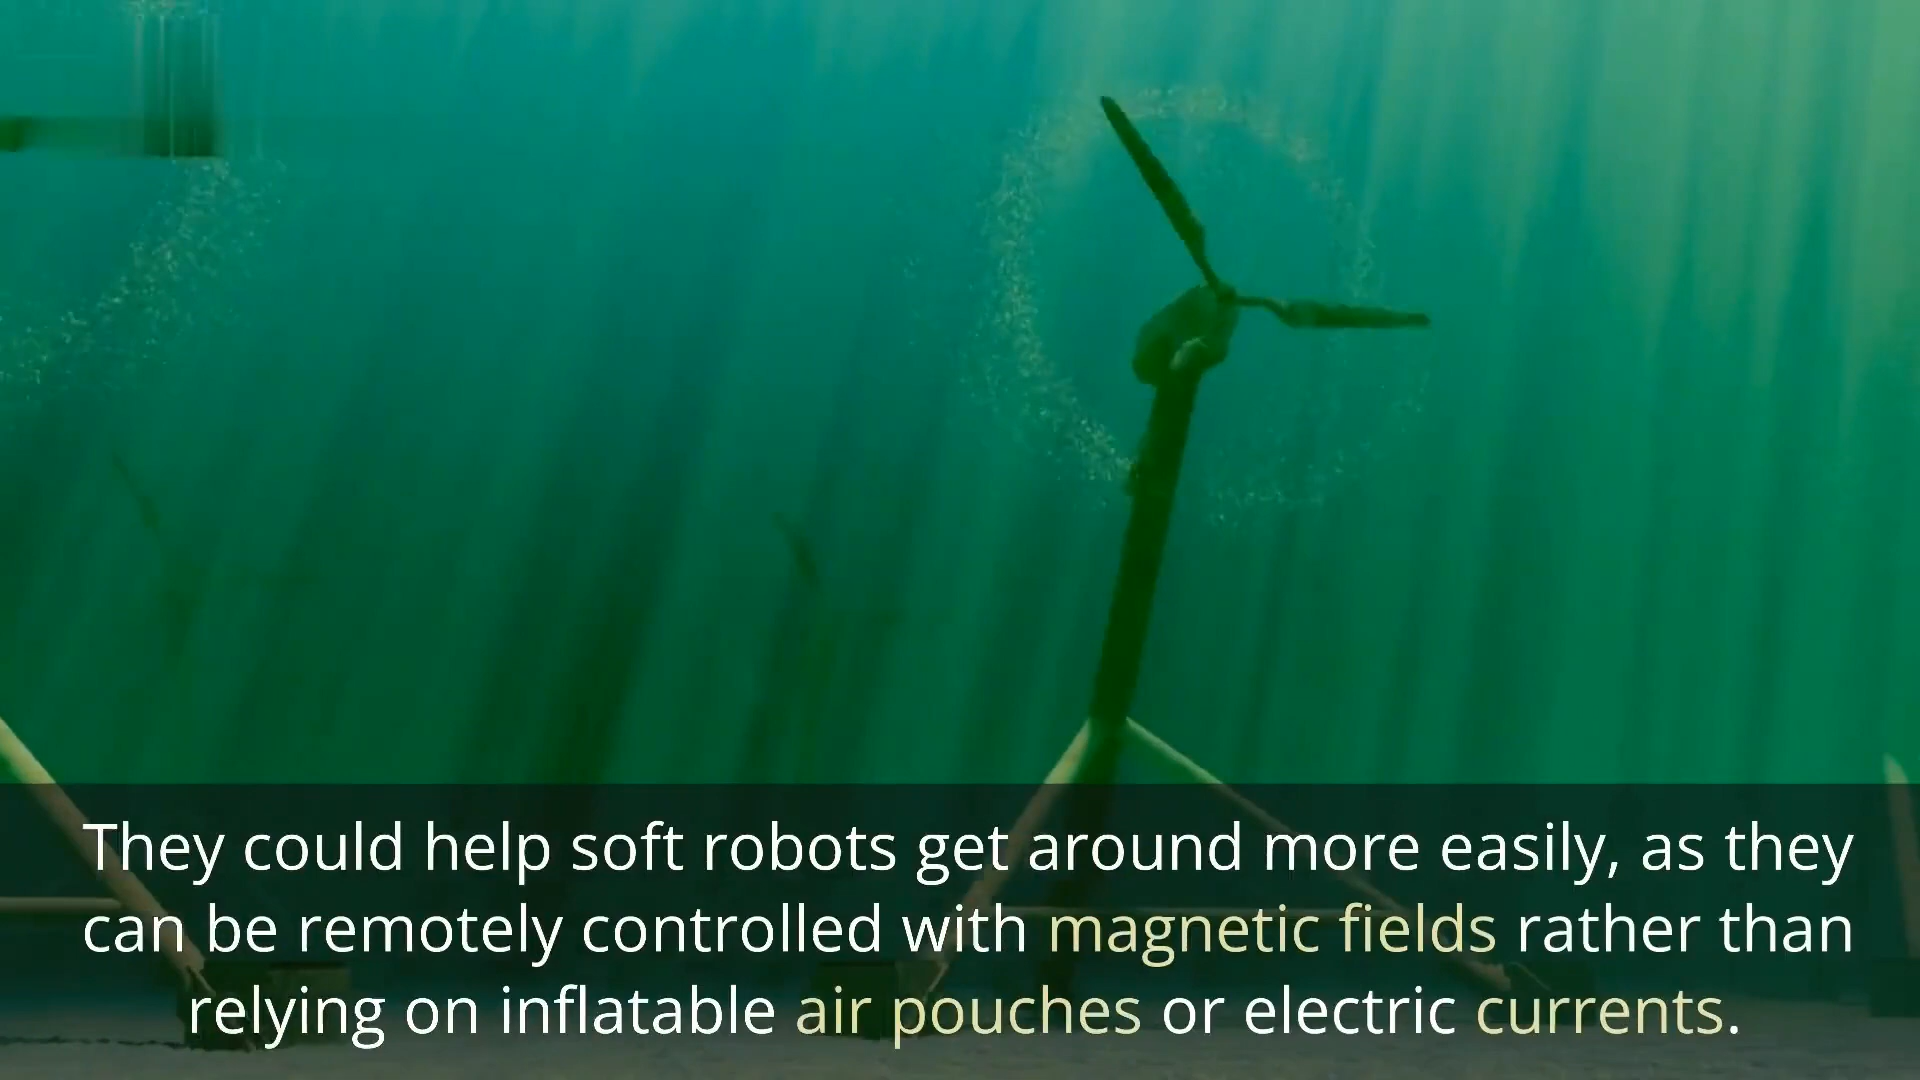 They could help soft robots get around more easily, as they
can be remotely controlled with magnetic fields rather than
relying on inflatable air pouches or electric currents.